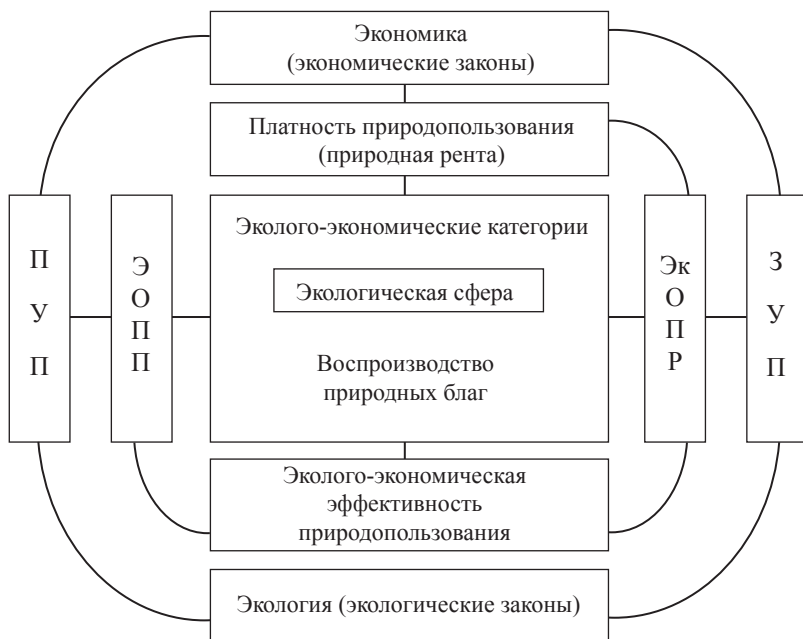 Экономика
(экономические законы)
Платность природопользования
(природная рента)
П
У
П
Э
О
П
П
Эколого-экономические категории
Экологическая сфера
Воспроизводство
природных благ
Эк
О
П
Р
З
У
П
Эколого-экономическая
эффективность
природопользования
Экология (экологические законы)